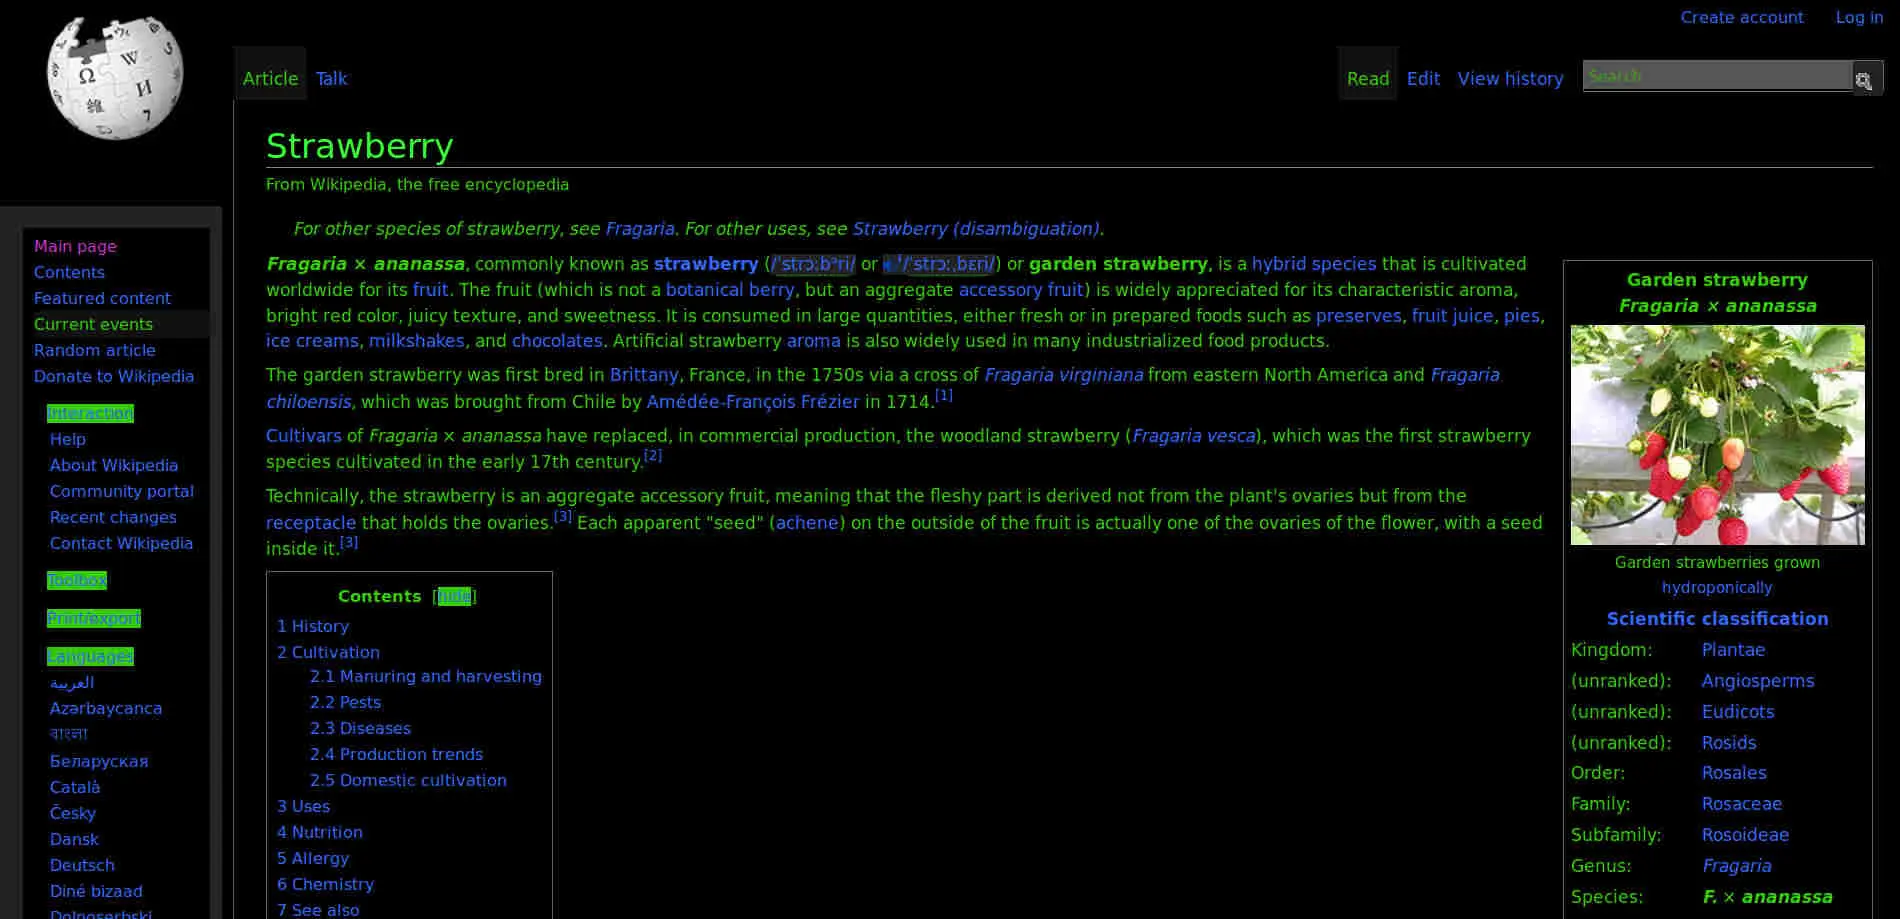 Create account Log in
Article Talk Read Edit View history Search
Strawberry
From Wikipedia, the free encyclopedia
For other species of strawberry, see Fragaria. For other uses, see Strawberry (disambiguation).
Fragaria × ananassa, commonly known as strawberry (/ˈstrɔːbᵊri/ or /ˈstrɔːˌbɛri/) or garden strawberry, is a hybrid species that is cultivated
worldwide for its fruit. The fruit (which is not a botanical berry, but an aggregate accessory fruit) is widely appreciated for its characteristic aroma,
bright red color, juicy texture, and sweetness. It is consumed in large quantities, either fresh or in prepared foods such as preserves, fruit juice, pies,
ice creams, milkshakes, and chocolates. Artificial strawberry aroma is also widely used in many industrialized food products.
The garden strawberry was first bred in Brittany, France, in the 1750s via a cross of Fragaria virginiana from eastern North America and Fragaria
chiloensis, which was brought from Chile by Amédée-François Frézier in 1714.[1]
Cultivars of Fragaria × ananassa have replaced, in commercial production, the woodland strawberry (Fragaria vesca), which was the first strawberry
species cultivated in the early 17th century.[2]
Technically, the strawberry is an aggregate accessory fruit, meaning that the fleshy part is derived not from the plant's ovaries but from the
receptacle that holds the ovaries.[3] Each apparent "seed" (achene) on the outside of the fruit is actually one of the ovaries of the flower, with a seed
inside it.[3]
Contents [hide]
1 History
2 Cultivation
2.1 Manuring and harvesting
2.2 Pests
2.3 Diseases
2.4 Production trends
2.5 Domestic cultivation
3 Uses
4 Nutrition
5 Allergy
6 Chemistry
7 See also
Garden strawberry
Fragaria × ananassa
Garden strawberries grown
hydroponically
Scientific classification
Kingdom: Plantae
(unranked): Angiosperms
(unranked): Eudicots
(unranked): Rosids
Order: Rosales
Family: Rosaceae
Subfamily: Rosoideae
Genus: Fragaria
Species: F. × ananassa
Main page
Contents
Featured content
Current events
Random article
Donate to Wikipedia
Interaction
Help
About Wikipedia
Community portal
Recent changes
Contact Wikipedia
Toolbox
Print/export
Languages
العربية
Azərbaycanca
বাংলা
Беларуская
Català
Česky
Dansk
Deutsch
Diné bizaad
Dolnoserbski
Ω W И 維 7